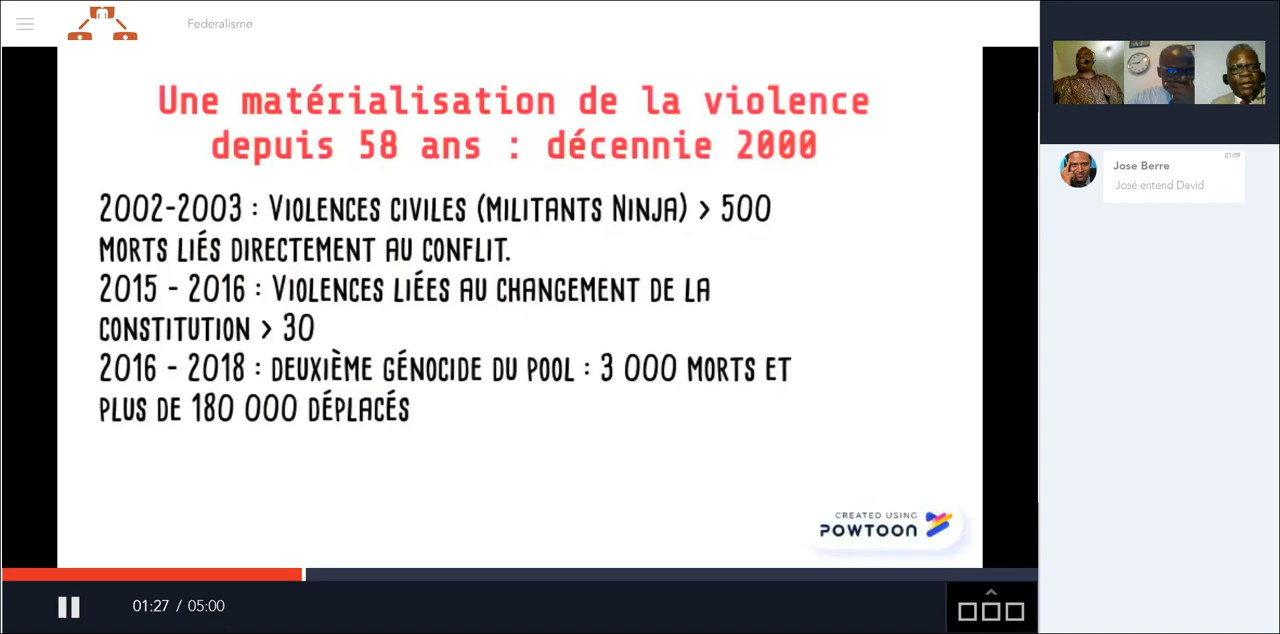 Federalisme
Une matérialisation de la violence
depuis 58 ans : décennie 2000
2002-2003 : VIOLENCES CIVILES (MILITANTS NINJA) > 500
MORTS LIÉS DIRECTEMENT AU CONFLIT.
2015 - 2016 : VIOLENCES LIÉES AU CHANGEMENT DE LA
CONSTITUTION > 30
2016 - 2018 : DEUXIÈME GÉNOCIDE DU POOL : 3 000 MORTS ET
PLUS DE 180 000 DÉPLACÉS
CREATED USING
POWTOON
01:27 / 05:00
Jose Berre
21:09
José entend David